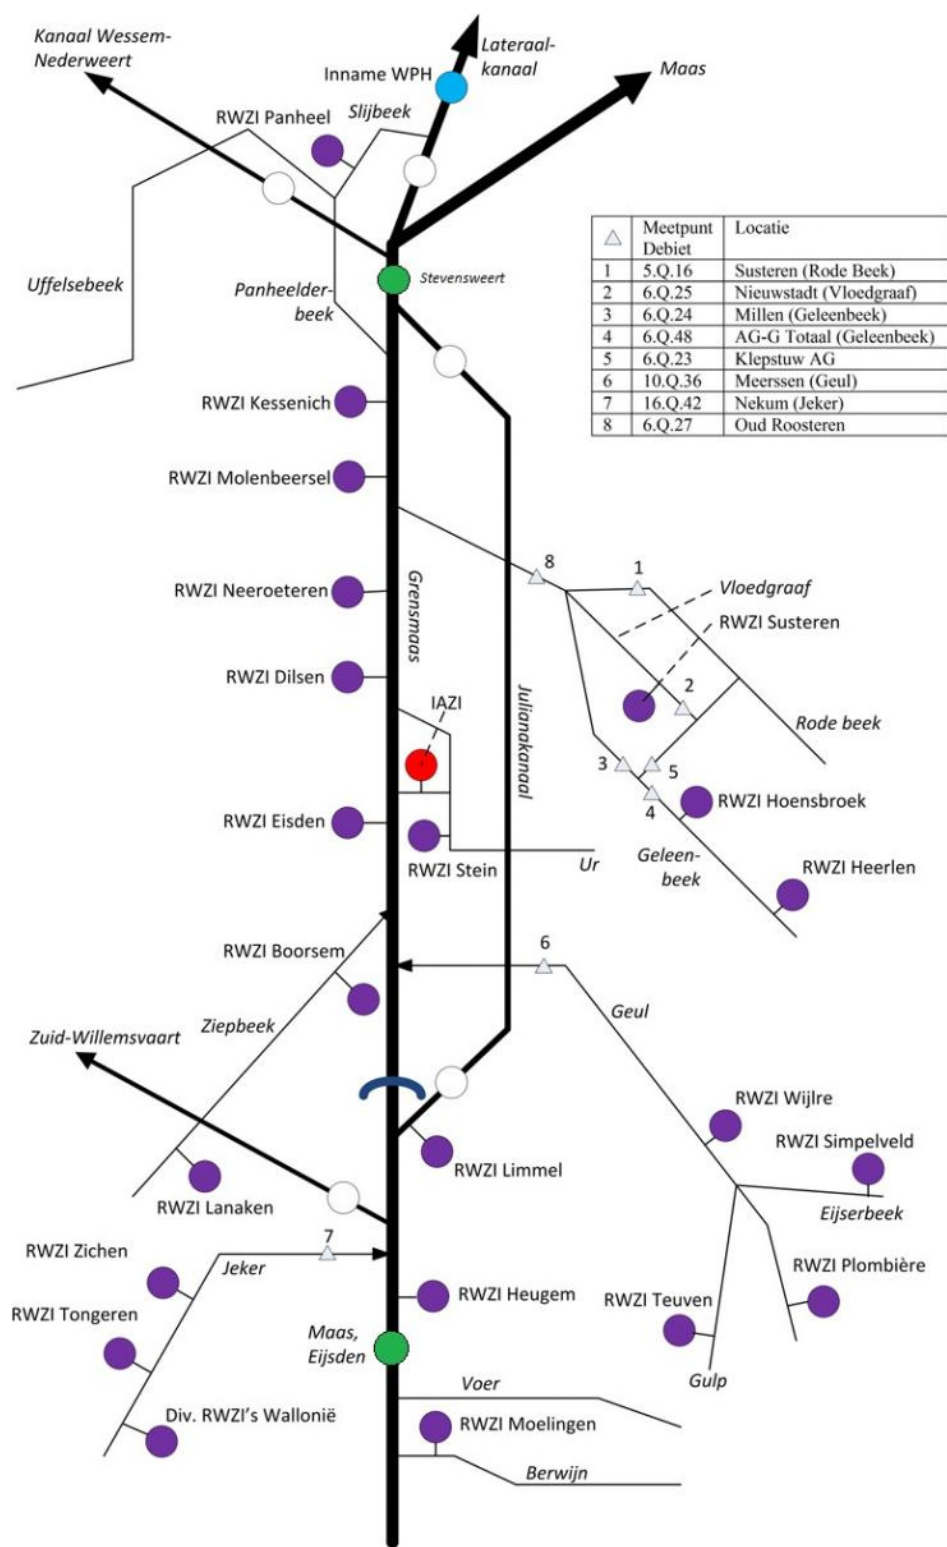 Kanaal Wessem-
Nederweert
Lateraal-
kanaal
Inname WPH
Maas
Slijbeek
RWZI Panheel
Meetpunt Debiet Locatie
1 5.Q.16 Susteren (Rode Beek)
2 6.Q.25 Nieuwstadt (Vloedgraaf)
3 6.Q.24 Millen (Geleenbeek)
4 6.Q.48 AG-G Totaal (Geleenbeek)
5 6.Q.23 Klepstuw AG
6 10.Q.36 Meerssen (Geul)
7 16.Q.42 Nekum (Jeker)
8 6.Q.27 Oud Roosteren
Uffelsebeek
Panheelder-
beek
Stevensweert
RWZI Kessenich
RWZI Molenbeersel
8
1
Vloedgraaf
RWZI Neeroeteren
Grensmaas
RWZI Susteren
RWZI Dilsen
IAZI
Julianakanaal
2
Rode beek
3
5
4
RWZI Hoensbroek
RWZI Eisden
RWZI Stein
Ur
Geleen-
beek
RWZI Heerlen
RWZI Boorsem
6
Ziepbeek
Geul
Zuid-Willemsvaart
RWZI Wijlre
RWZI Simpelveld
RWZI Limmel
RWZI Lanaken
Eijserbeek
7
RWZI Zichen
Jeker
RWZI Plombière
RWZI Heugem
RWZI Teuven
RWZI Tongeren
Maas,
Eijsden
Gulp
Voer
Div. RWZI's Wallonië
RWZI Moelingen
Berwijn